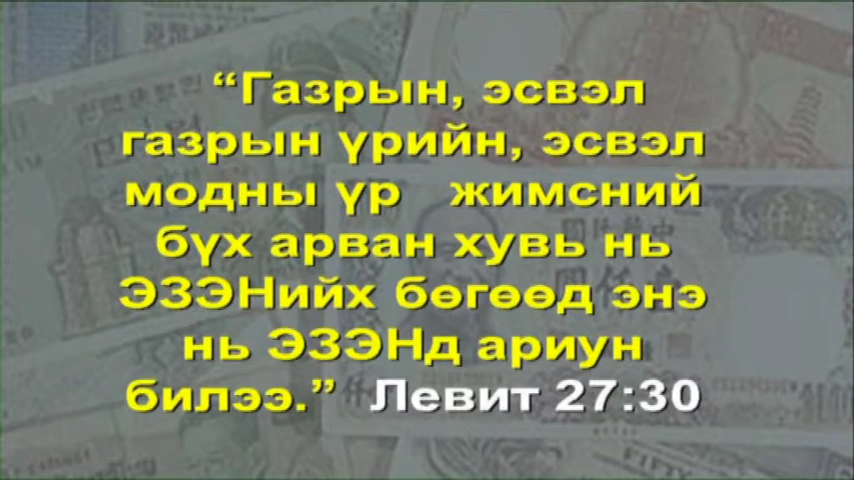 “Газрын, эсвэл
газрын үрийн, эсвэл
модны үр жимсний
бүх арван хувь нь
ЭЗЭНийх бөгөөд энэ
нь ЭЗЭНд ариун
билээ.” Левит 27:30
FIFTY